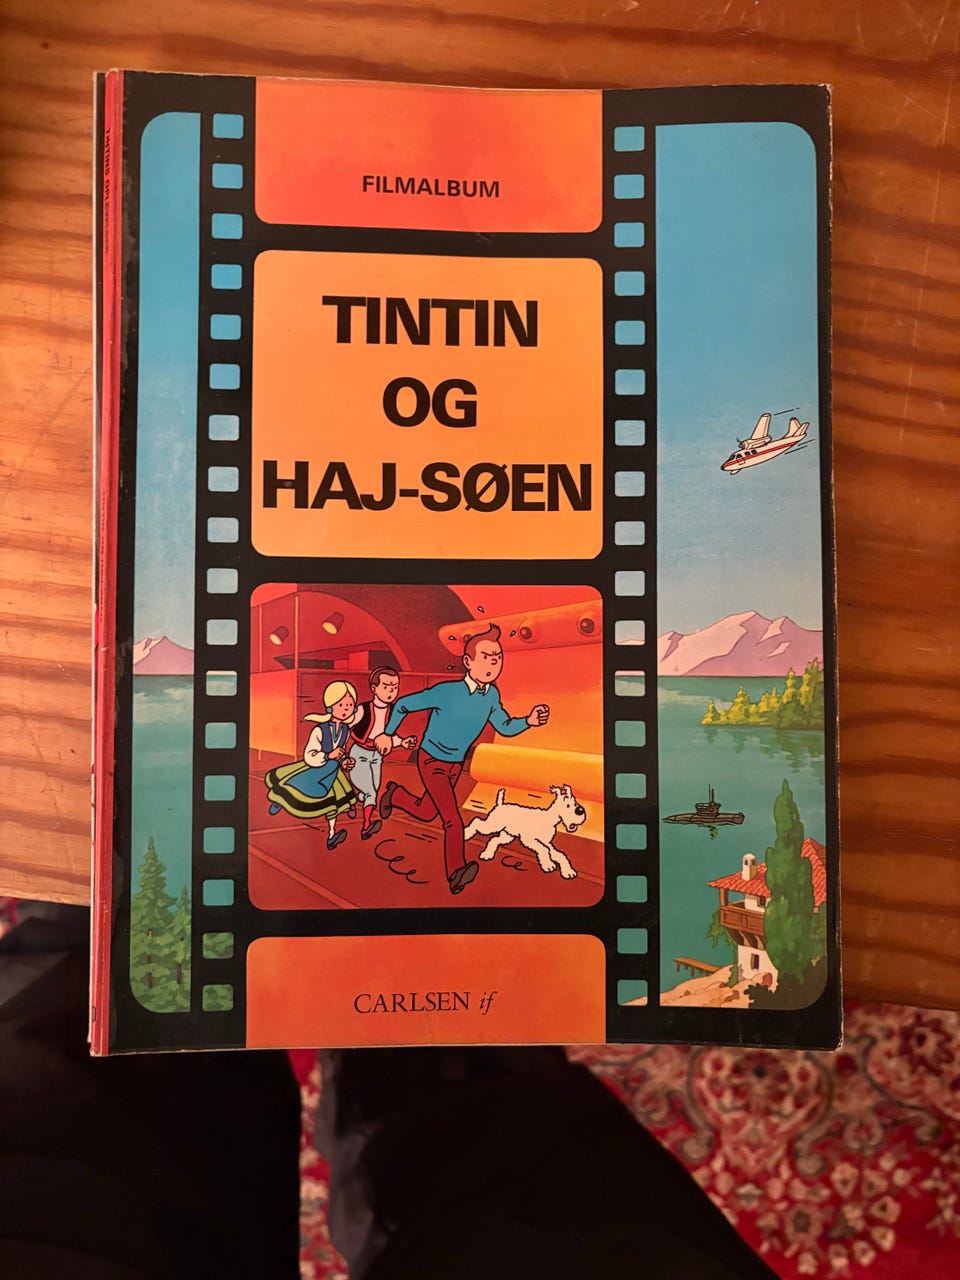 FILMALBUM
TINTIN
OG
HAJ-SØEN
CARLSEN if